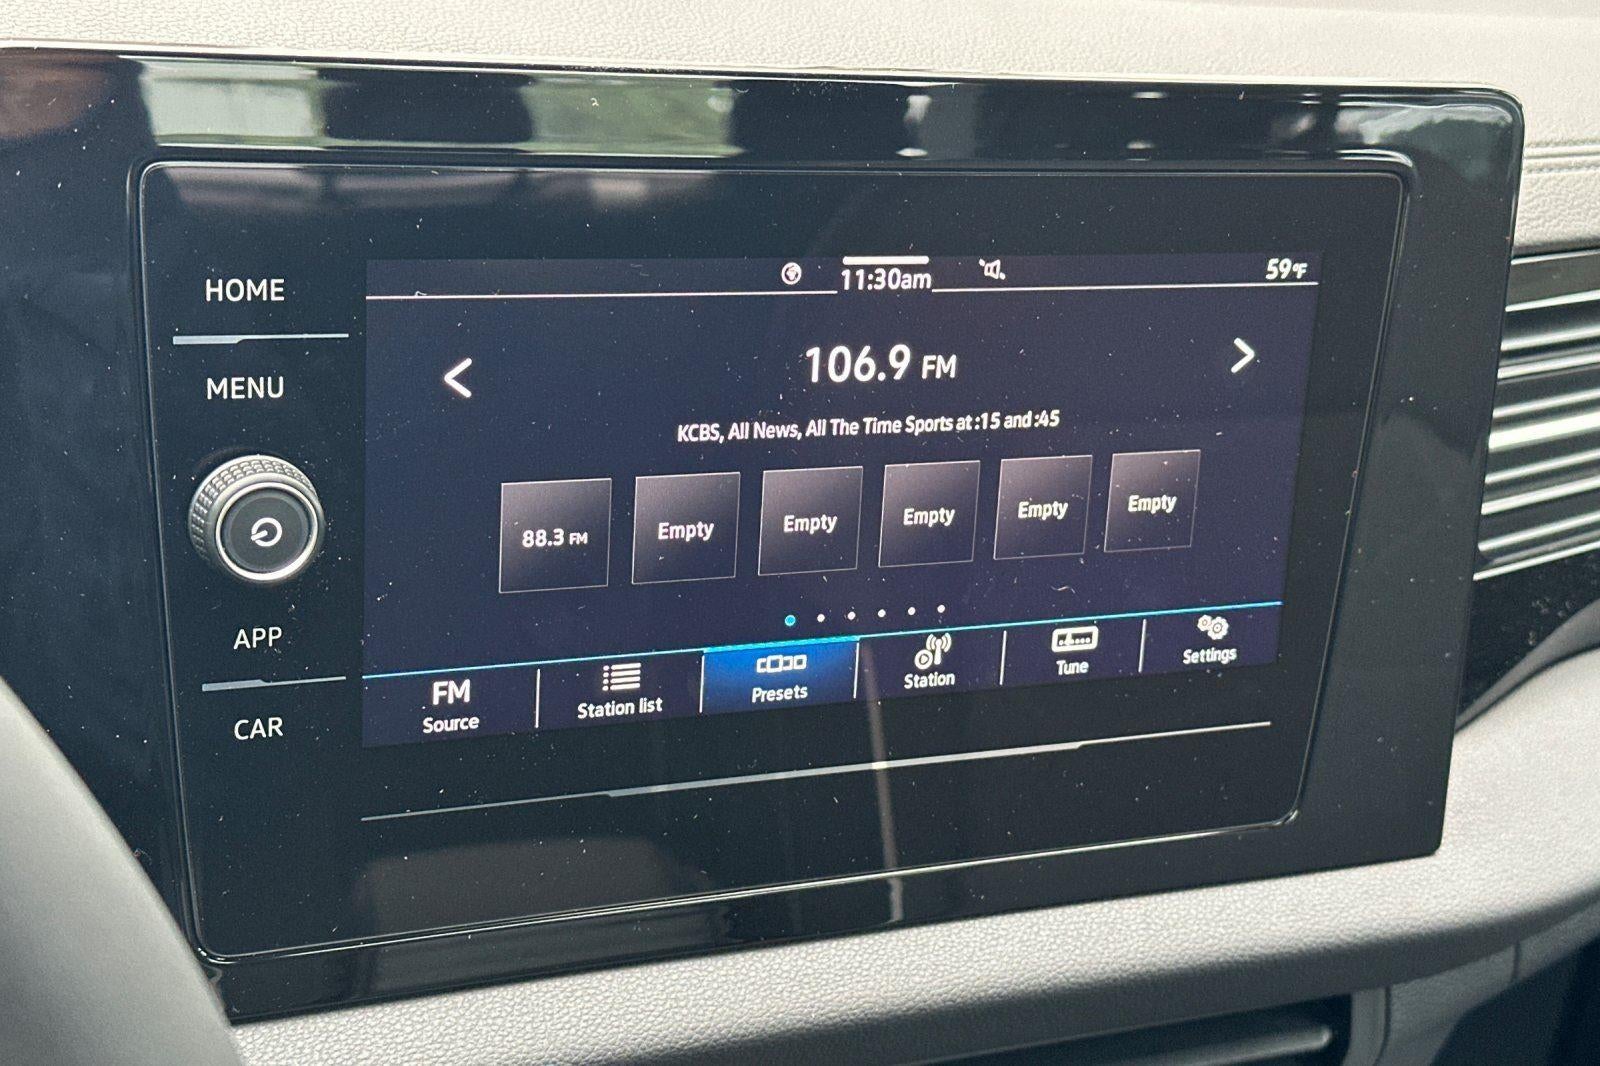 HOME
MENU
APP
CAR
11:30am
59°F
106.9 FM
KCBS, All News, All The Time Sports at :15 and :45
88.3 FM
Empty
Empty
Empty
Empty
Empty
FM
Source
Station list
Presets
Station
Tune
Settings